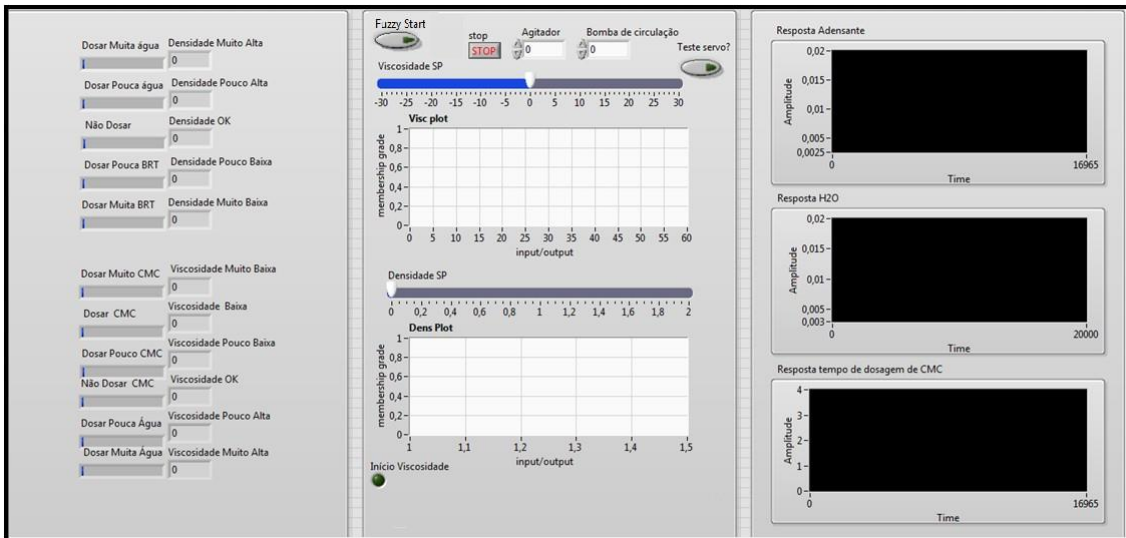 Dosar Muita água Densidade Muito Alta
0
Dosar Pouca água Densidade Pouco Alta
0
Não Dosar Densidade OK
0
Dosar Pouca BRT Densidade Pouco Baixa
0
Dosar Muita BRT Densidade Muito Baixa
0
Dosar Muito CMC Viscosidade Muito Baixa
0
Dosar CMC Viscosidade Baixa
0
Dosar Pouco CMC Viscosidade Pouco Baixa
0
Não Dosar CMC Viscosidade OK
0
Dosar Pouca Água Viscosidade Pouco Alta
0
Dosar Muita Água Viscosidade Muito Alta
0
Fuzzy Start
stop Agitador Bomba de circulação
STOP 0 0
Teste servo?
Viscosidade SP
-30 -25 -20 -15 -10 -5 0 5 10 15 20 25 30
Visc plot
membership grade
1
0,8
0,6
0,4
0,2
0
0 5 10 15 20 25 30 35 40 45 50 55 60
input/output
Densidade SP
0 0,2 0,4 0,6 0,8 1 1,2 1,4 1,6 1,8 2
Dens Plot
membership grade
1
0,8
0,6
0,4
0,2
0
1 1,1 1,2 1,3 1,4 1,5
input/output
Início Viscosidade
Resposta Adensante
Amplitude
0,02
0,015
0,01
0,005
0,0025
0 16965
Time
Resposta H2O
Amplitude
0,02
0,015
0,01
0,005
0,003
0 20000
Time
Resposta tempo de dosagem de CMC
Amplitude
4
3
2
1
0
0 16965
Time